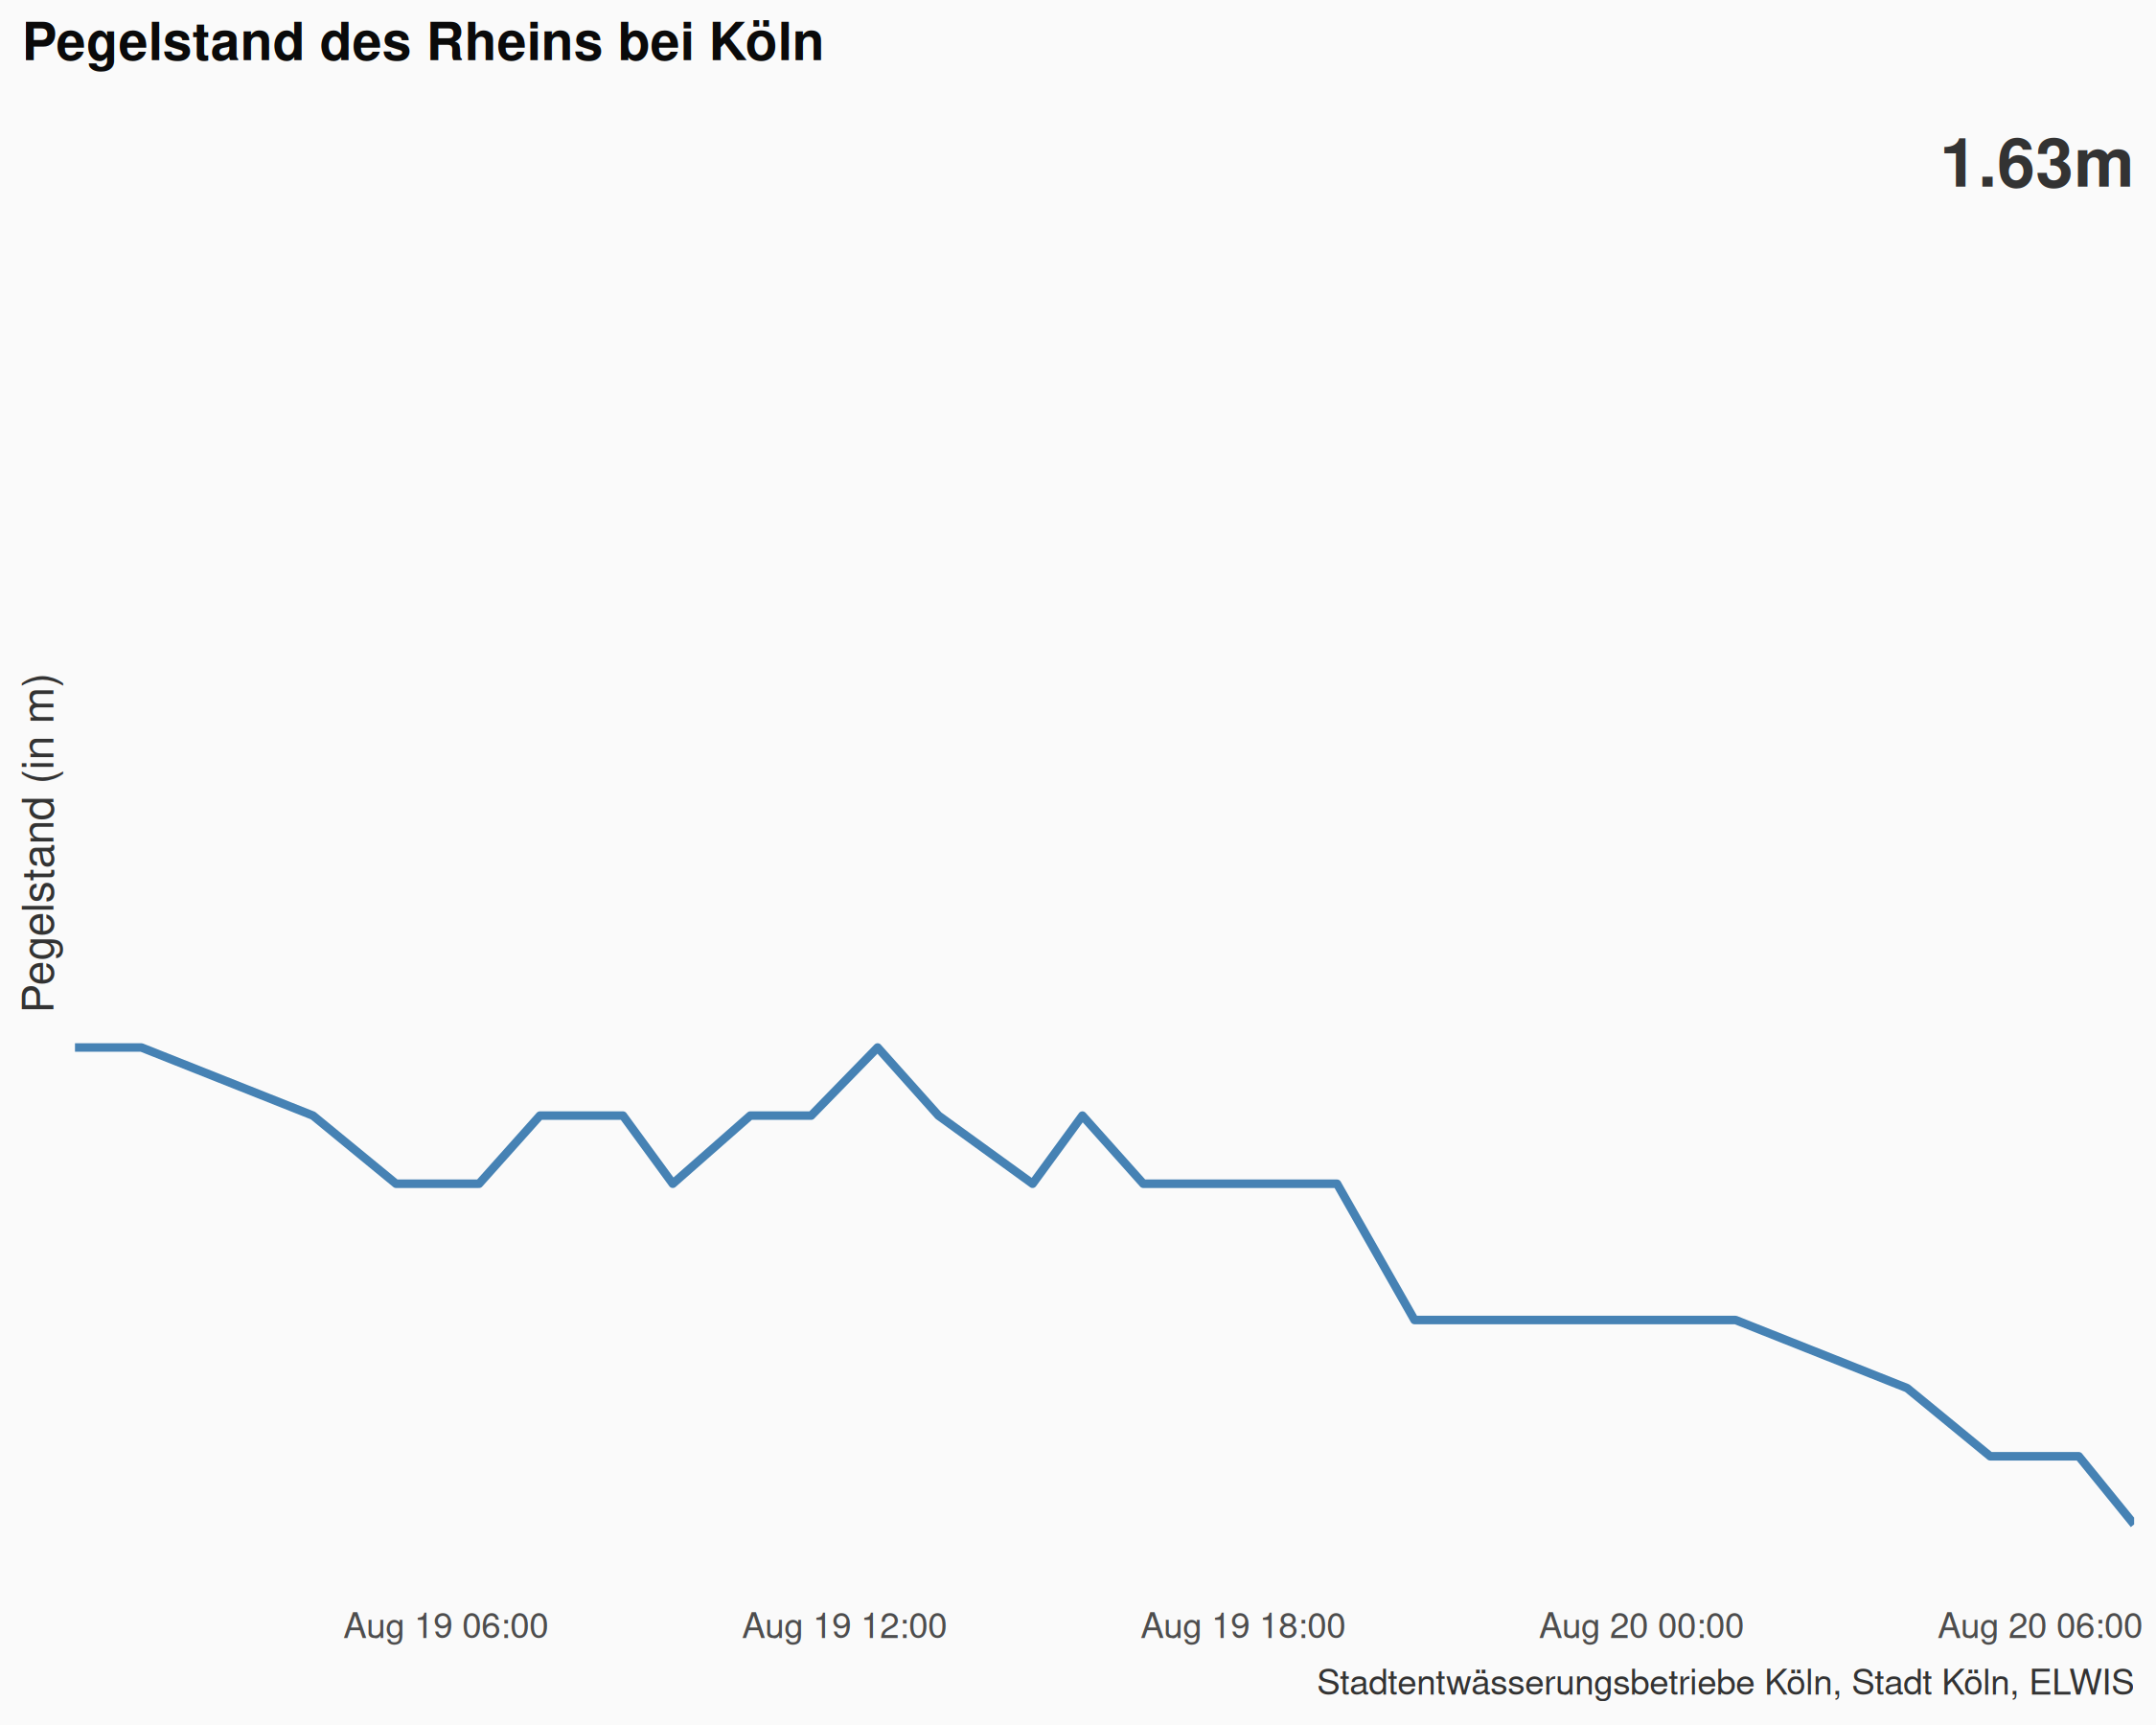 Pegelstand des Rheins bei Köln
1.63m
Pegelstand (in m)
Aug 19 06:00 Aug 19 12:00 Aug 19 18:00 Aug 20 00:00 Aug 20 06:00
Stadtentwässerungsbetriebe Köln, Stadt Köln, ELWIS